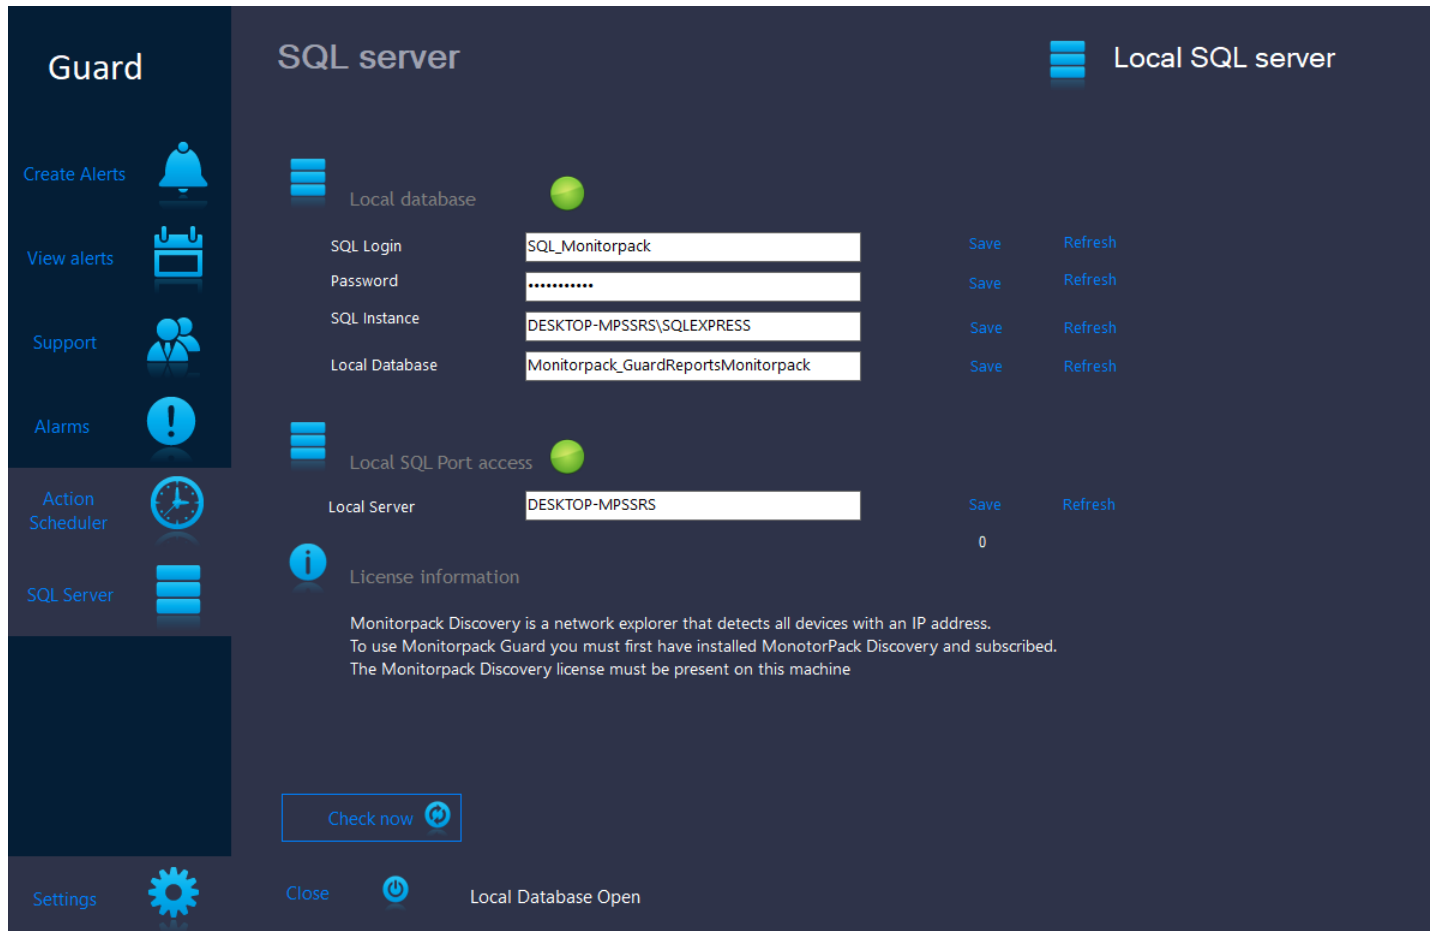 Guard
SQL server
Local SQL server
Create Alerts
View alerts
Support
Alarms
Action
Scheduler
SQL Server
Settings
Local database
SQL Login
SQL_Monitorpack
Save
Refresh
Password
•••••••••••
Save
Refresh
SQL Instance
DESKTOP-MPSSRS\SQLEXPRESS
Save
Refresh
Local Database
Monitorpack_GuardReportsMonitorpack
Save
Refresh
Local SQL Port access
Local Server
DESKTOP-MPSSRS
Save
Refresh
0
License information
Monitorpack Discovery is a network explorer that detects all devices with an IP address.
To use Monitorpack Guard you must first have installed MonotorPack Discovery and subscribed.
The Monitorpack Discovery license must be present on this machine
Check now
Close
Local Database Open